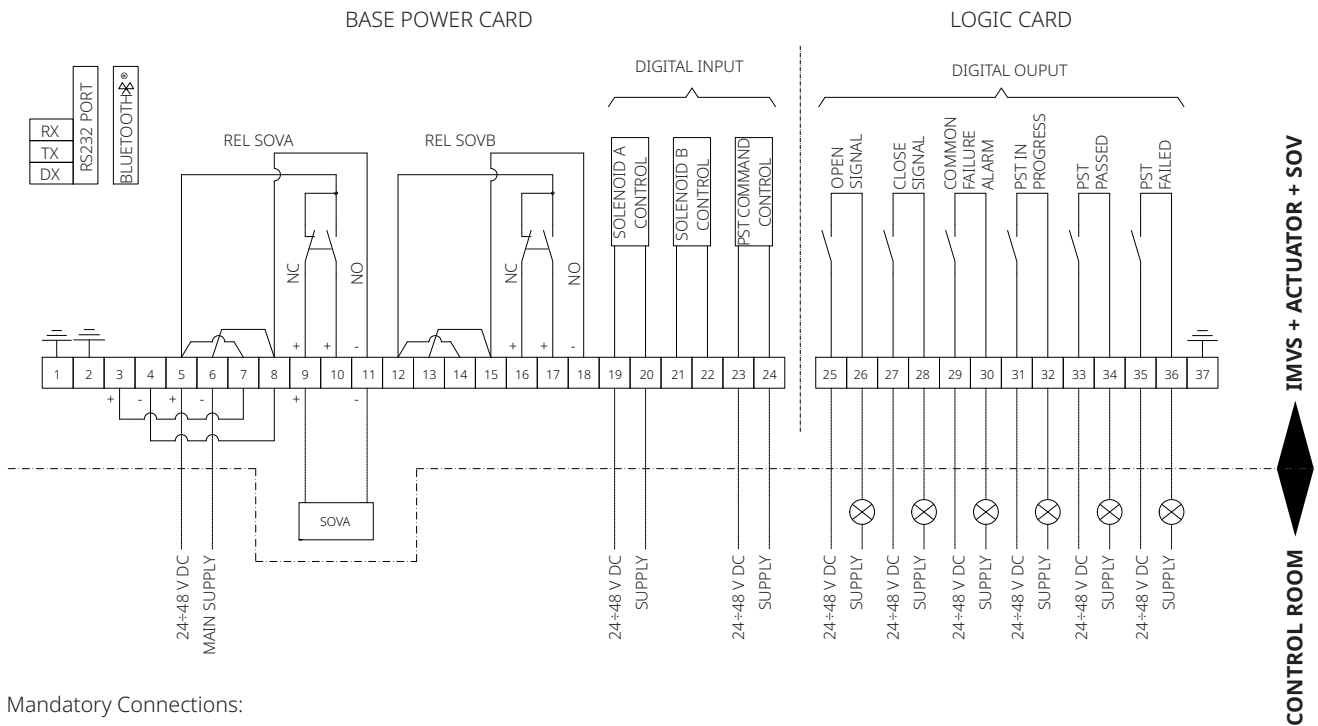 BASE POWER CARD
LOGIC CARD
DIGITAL INPUT
DIGITAL OUPUT
RX
TX
DX
RS232 PORT
BLUETOOTH®
REL SOVA
REL SOVB
SOLENOID A
CONTROL
SOLENOID B
CONTROL
PST COMMAND
CONTROL
OPEN
SIGNAL
CLOSE
SIGNAL
COMMON
FAILURE
ALARM
PST IN
PROGRESS
PST
PASSED
PST
FAILED
NC
NO
NC
NO
+ + -
+ + -
1 2 3 4 5 6 7 8 9 10 11 12 13 14 15 16 17 18 19 20 21 22 23 24 25 26 27 28 29 30 31 32 33 34 35 36 37
+ - + - + -
SOVA
24÷48 V DC
MAIN SUPPLY
24÷48 V DC
SUPPLY
24÷48 V DC
SUPPLY
24÷48 V DC
SUPPLY
24÷48 V DC
SUPPLY
24÷48 V DC
SUPPLY
24÷48 V DC
SUPPLY
24÷48 V DC
SUPPLY
24÷48 V DC
SUPPLY
IMVS + ACTUATOR + SOV
CONTROL ROOM
Mandatory Connections: